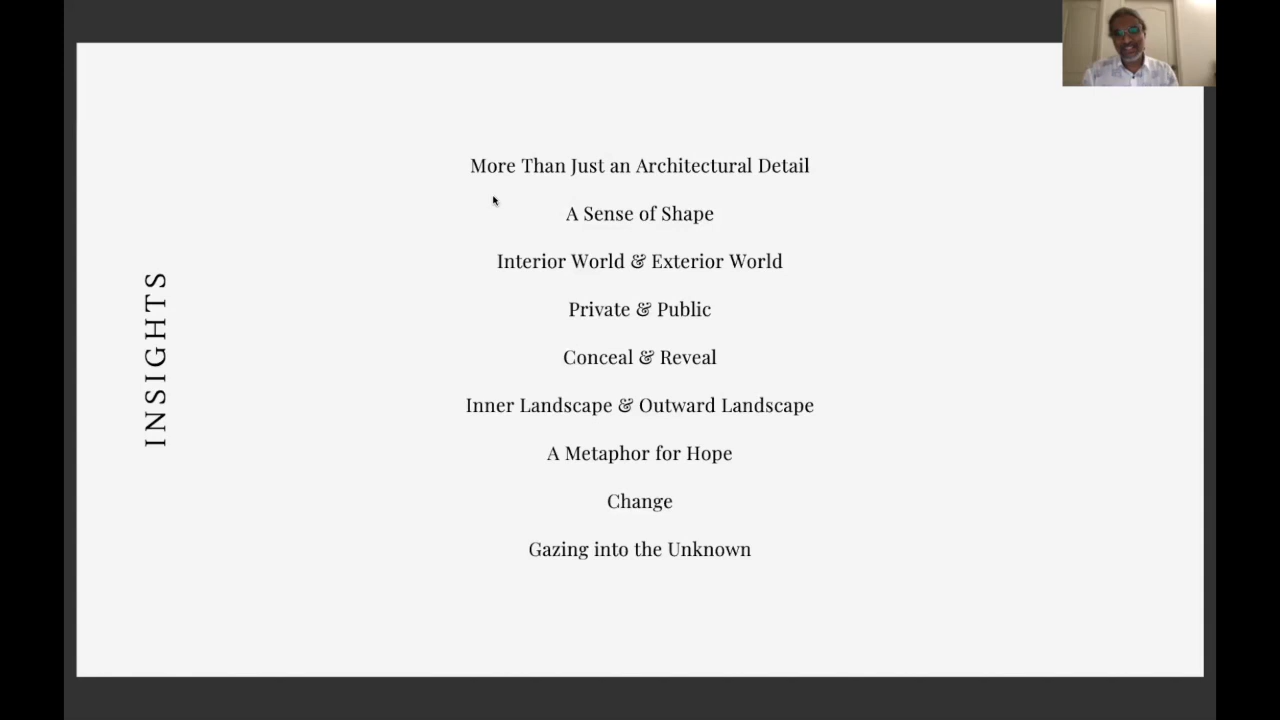 INSIGHTS
More Than Just an Architectural Detail
A Sense of Shape
Interior World & Exterior World
Private & Public
Conceal & Reveal
Inner Landscape & Outward Landscape
A Metaphor for Hope
Change
Gazing into the Unknown